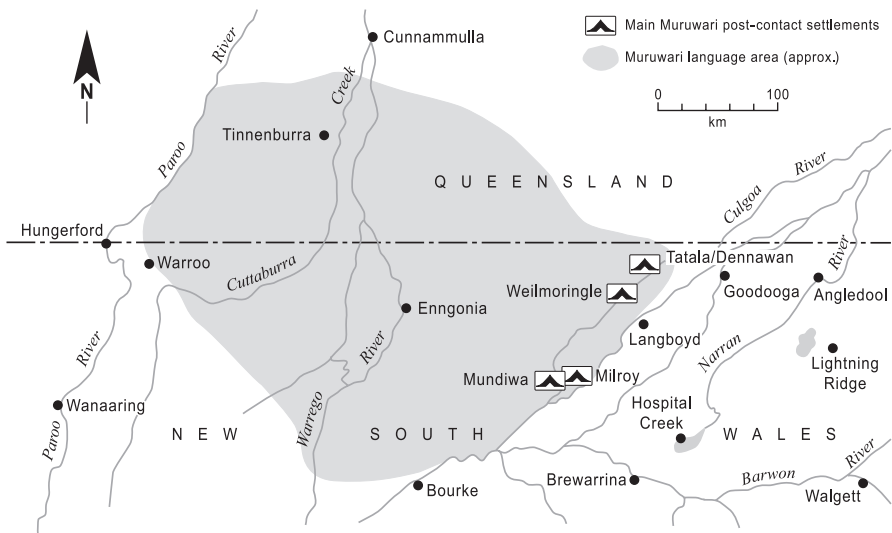 Cunnammulla
Main Muruwari post-contact settlements
Muruwari language area (approx.)
0 100
km
N
River
Paroo
Creek
Tinnenburra
QUEENSLAND
River
Culgoa
Hungerford
Warroo
Cuttaburra
Tatala/Dennawan
Weilmoringle
Goodooga
River
Angledool
Enngonia
Langboyd
River
River
Narran
Lightning
Ridge
Mundiwa
Milroy
Wanaaring
Paroo
Warrego
Hospital
Creek
NEW SOUTH WALES
Bourke
Brewarrina
Barwon
River
Walgett